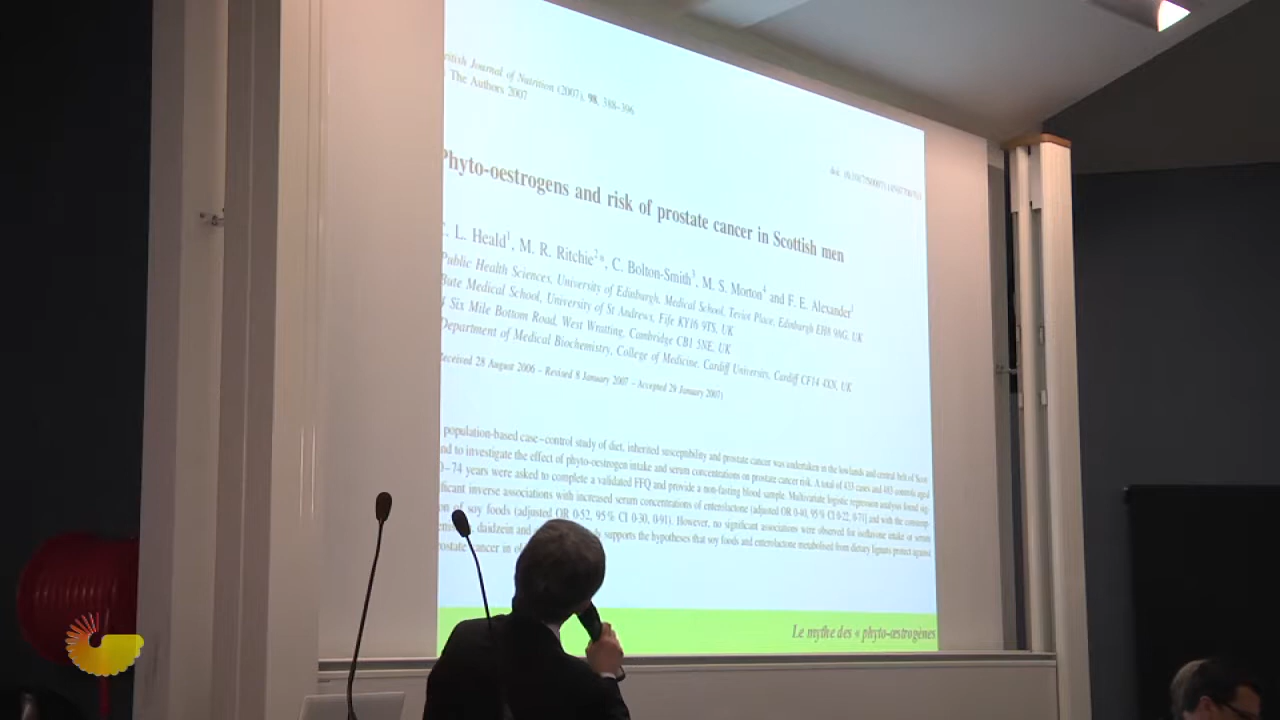 ritish Journal of Nutrition (2007), 98, 388–396
The Authors 2007
doi:
Phyto-oestrogens and risk of prostate cancer in Scottish men
L. Heald1, M. R. Ritchie2*, C. Bolton-Smith3, M. S. Morton4 and F. E. Alexander1
Public Health Sciences, University of Edinburgh, Medical School, Teviot Place, Edinburgh EH8 9AG, UK
Bute Medical School, University of St Andrews, Fife KY16 9TS, UK
Six Mile Bottom Road, West Wratting, Cambridge CB1 5NE, UK
Department of Medical Biochemistry, College of Medicine, Cardiff University, Cardiff CF14 4XN, UK
eceived 28 August 2006 – Revised 8 January 2007 – Accepted 29 January 2007)
population-based case–control study of diet, inherited susceptibility and prostate cancer was undertaken in the lowlands and central belt of Scot
nd to investigate the effect of phyto-oestrogen intake and serum concentrations on prostate cancer risk. A total of 433 cases and 483 controls aged
0–74 years were asked to complete a validated FFQ and provide a non-fasting blood sample. Multivariate logistic regression analysis found sig-
ificant inverse associations with increased serum concentrations of enterolactone (adjusted OR 0·40, 95 % CI 0·22, 0·71) and with the consump-
on of soy foods (adjusted OR 0·52, 95 % CI 0·30, 0·91). However, no significant associations were observed for isoflavone intake or serum
daidzein and supports the hypotheses that soy foods and enterolactone metabolised from dietary lignans protect against
rostate cancer in
Le mythe des « phyto-œstrogènes